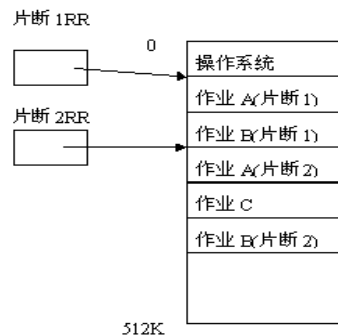 片断 1RR
0
操作系统
作业 A(片断 1)
片断 2RR
作业 B(片断 1)
作业 A(片断 2)
作业 C
作业 B(片断 2)
512K